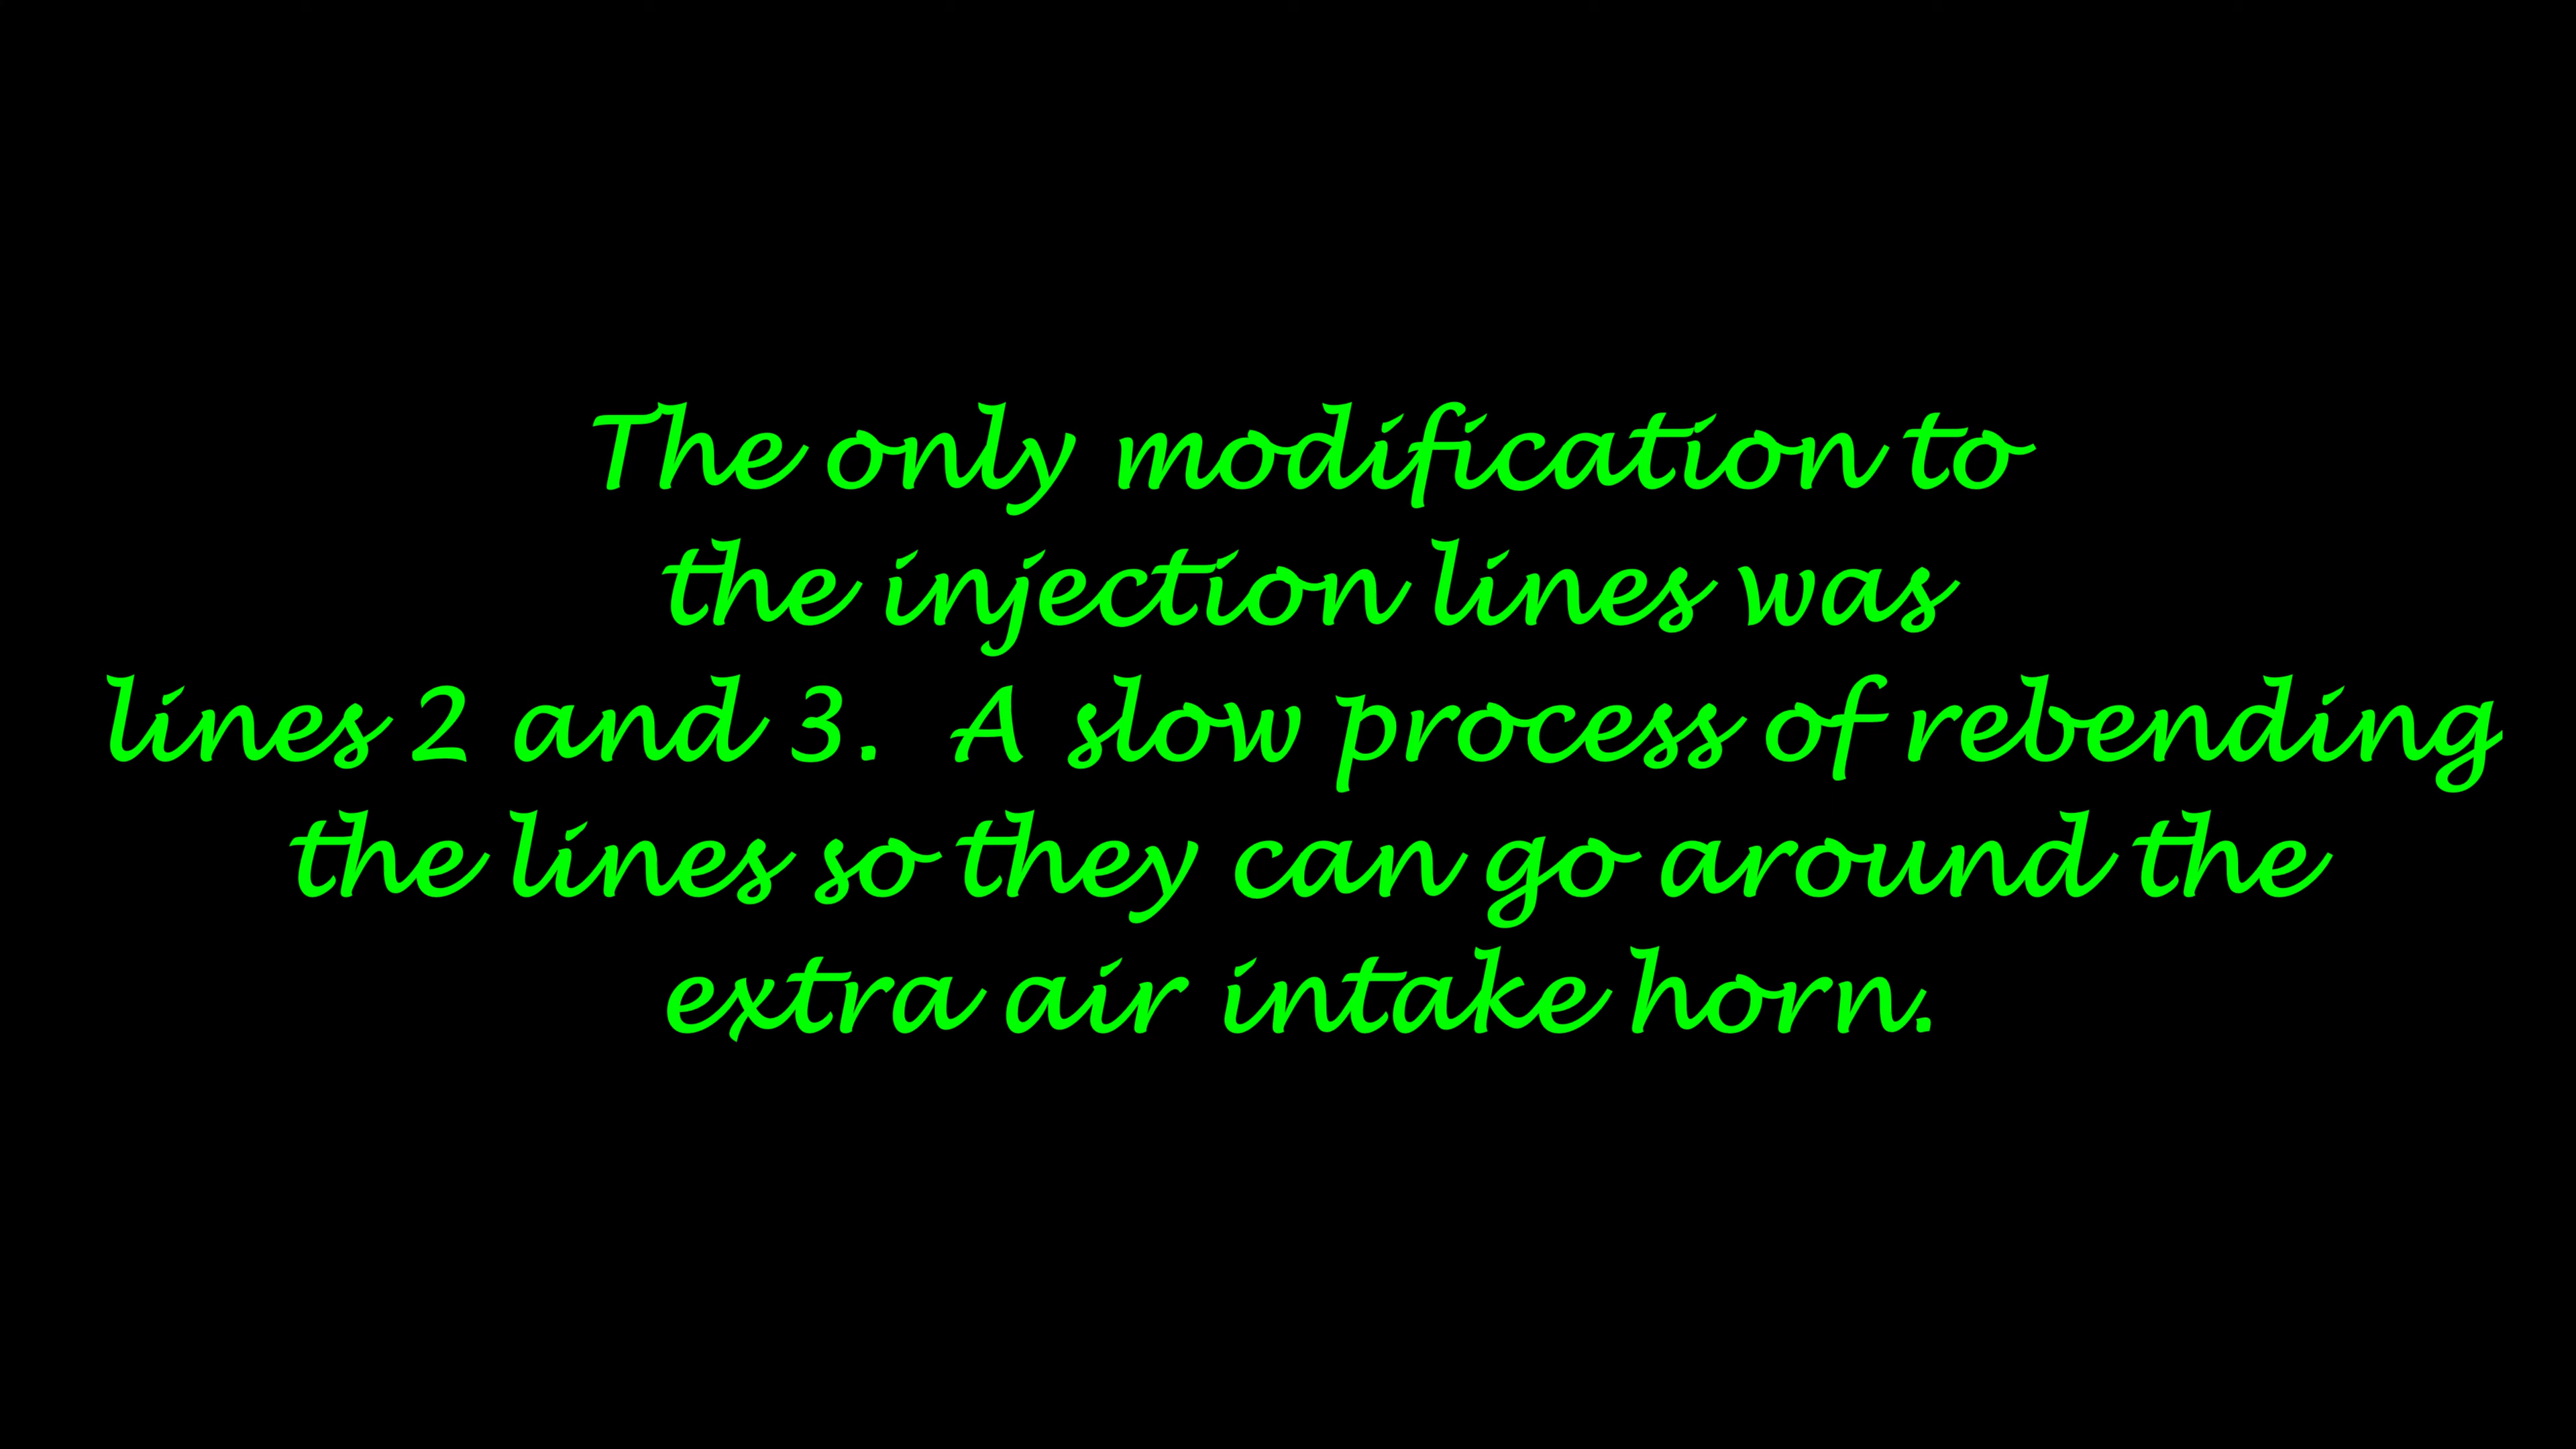 The only modification to
the injection lines was
lines 2 and 3.  A slow process of rebending
the lines so they can go around the
extra air intake horn.